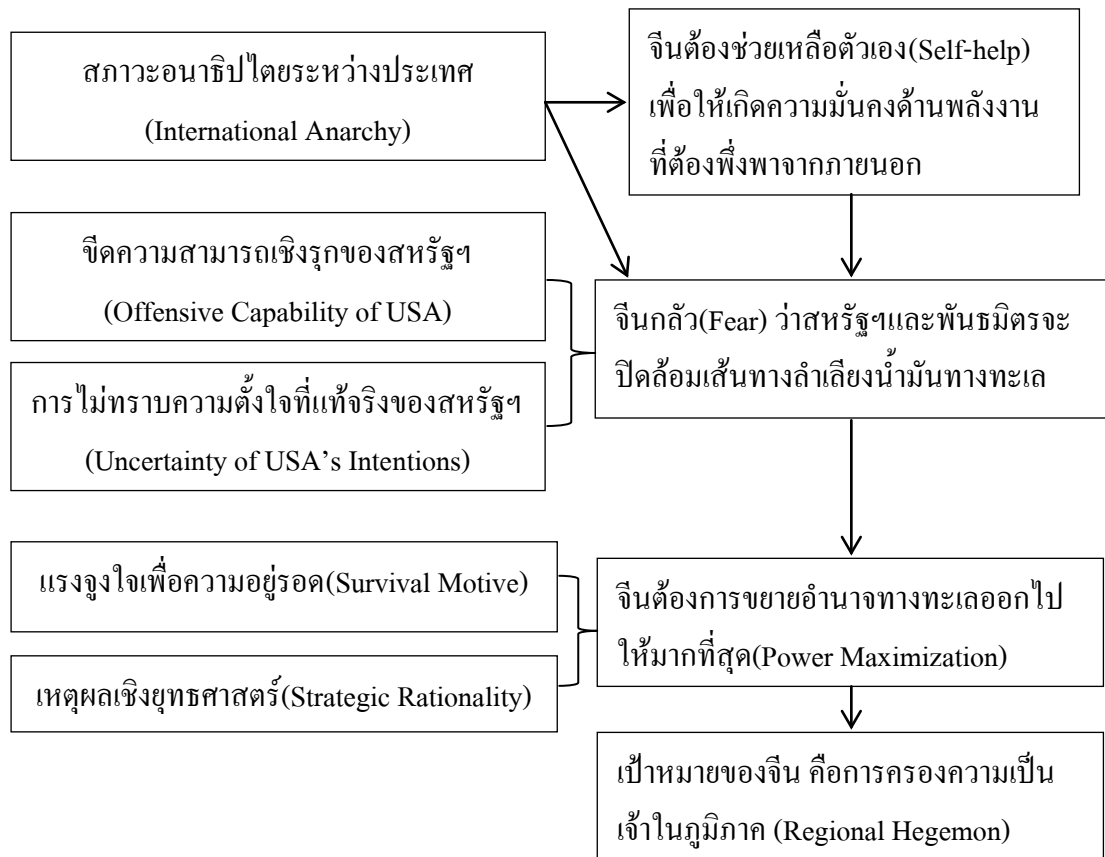 สภาวะอนาธิปไตยระหว่างประเทศ
(International Anarchy)
จีนต้องช่วยเหลือตัวเอง(Self-help)
เพื่อให้เกิดความมั่นคงด้านพลังงาน
ที่ต้องพึ่งพาจากภายนอก
ขีดความสามารถเชิงรุกของสหรัฐฯ
(Offensive Capability of USA)
การไม่ทราบความตั้งใจที่แท้จริงของสหรัฐฯ
(Uncertainty of USA’s Intentions)
จีนกลัว(Fear) ว่าสหรัฐฯและพันธมิตรจะ
ปิดล้อมเส้นทางลำเลียงน้ำมันทางทะเล
แรงจูงใจเพื่อความอยู่รอด(Survival Motive)
เหตุผลเชิงยุทธศาสตร์(Strategic Rationality)
จีนต้องการขยายอำนาจทางทะเลออกไป
ให้มากที่สุด(Power Maximization)
เป้าหมายของจีน คือการครองความเป็น
เจ้าในภูมิภาค (Regional Hegemon)